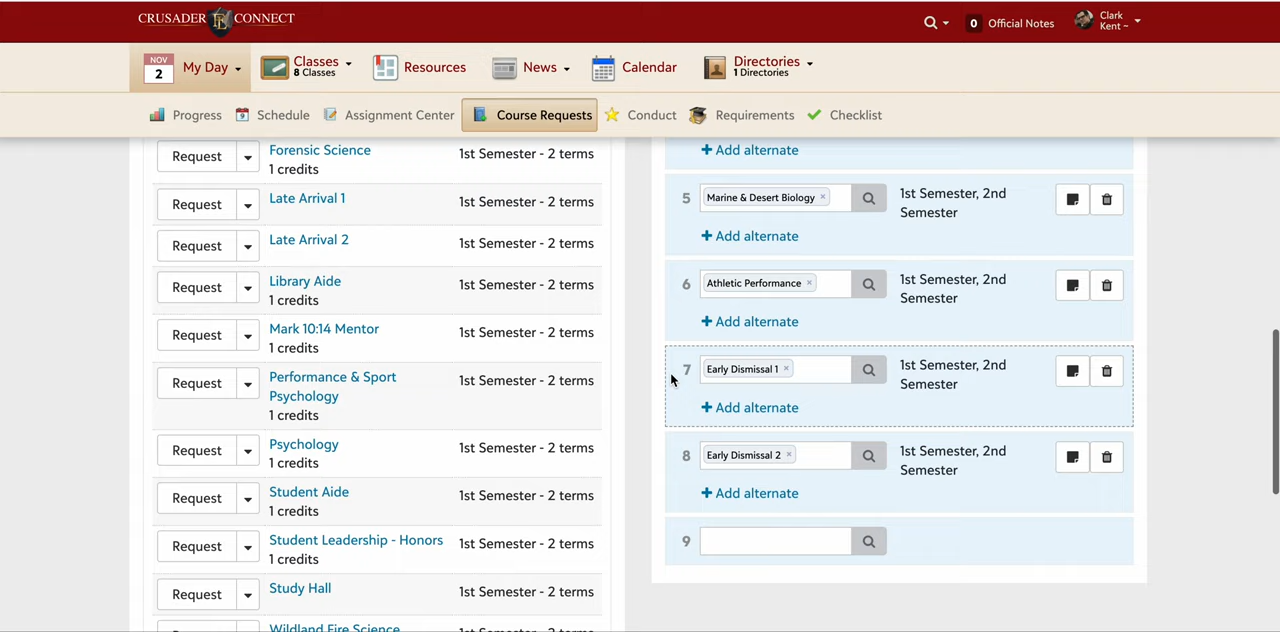 CRUSADER EL CONNECT
0 Official Notes
Clark
Kent ~
NOV
2
My Day
Classes
8 Classes
Resources
News
Calendar
Directories
1 Directories
Progress
Schedule
Assignment Center
Course Requests
Conduct
Requirements
Checklist
Request
Forensic Science
1 credits
1st Semester - 2 terms
Request
Late Arrival 1
1st Semester - 2 terms
Request
Late Arrival 2
1st Semester - 2 terms
Request
Library Aide
1 credits
1st Semester - 2 terms
Request
Mark 10:14 Mentor
1 credits
1st Semester - 2 terms
Request
Performance & Sport
Psychology
1 credits
1st Semester - 2 terms
Request
Psychology
1 credits
1st Semester - 2 terms
Request
Student Aide
1 credits
1st Semester - 2 terms
Request
Student Leadership - Honors
1 credits
1st Semester - 2 terms
Request
Study Hall
1st Semester - 2 terms
Wildland Fire Science
+ Add alternate
5
Marine & Desert Biology ×
1st Semester, 2nd
Semester
+ Add alternate
6
Athletic Performance ×
1st Semester, 2nd
Semester
+ Add alternate
7
Early Dismissal 1 ×
1st Semester, 2nd
Semester
+ Add alternate
8
Early Dismissal 2 ×
1st Semester, 2nd
Semester
+ Add alternate
9